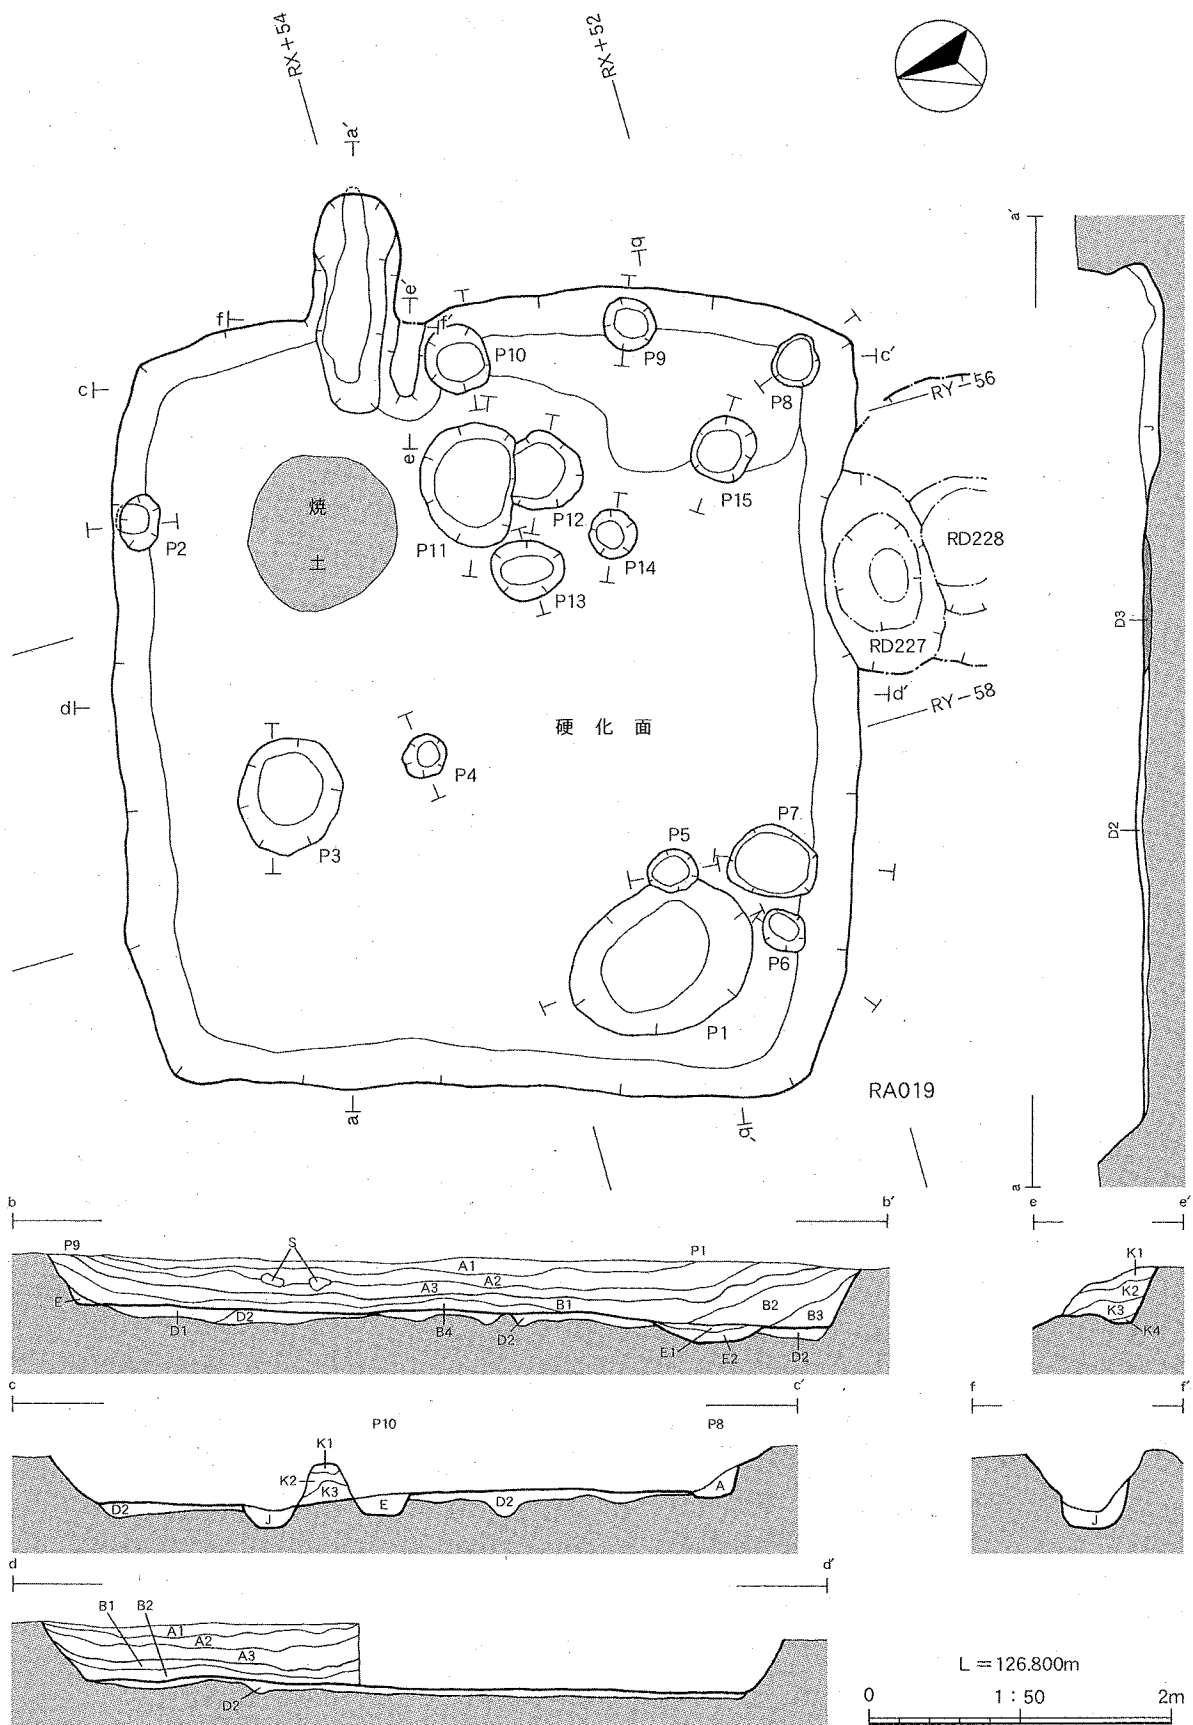 RX+54
RX+52
a'
b
e'
f
f'
c
c'
P10
P9
P8
RY-56
a'
e
P15
P12
P2
焼
土
P11
P14
P13
RD228
RD227
J
D3
d
d'
RY-58
硬化面
P4
P3
P7
P5
P6
P1
D2
a
b'
RA019
a
b
b'
e
e'
P9
S
P1
A1
A2
A3
B1
B2
B3
E
D1
D2
B4
D2
E1
E2
D2
K1
K2
K3
K4
c
c'
f
f'
P10
P8
K1
K2
K3
D2
J
E
D2
A
J
d
d'
B1
B2
A1
A2
A3
D2
L=126.800m
0
1:50
2m